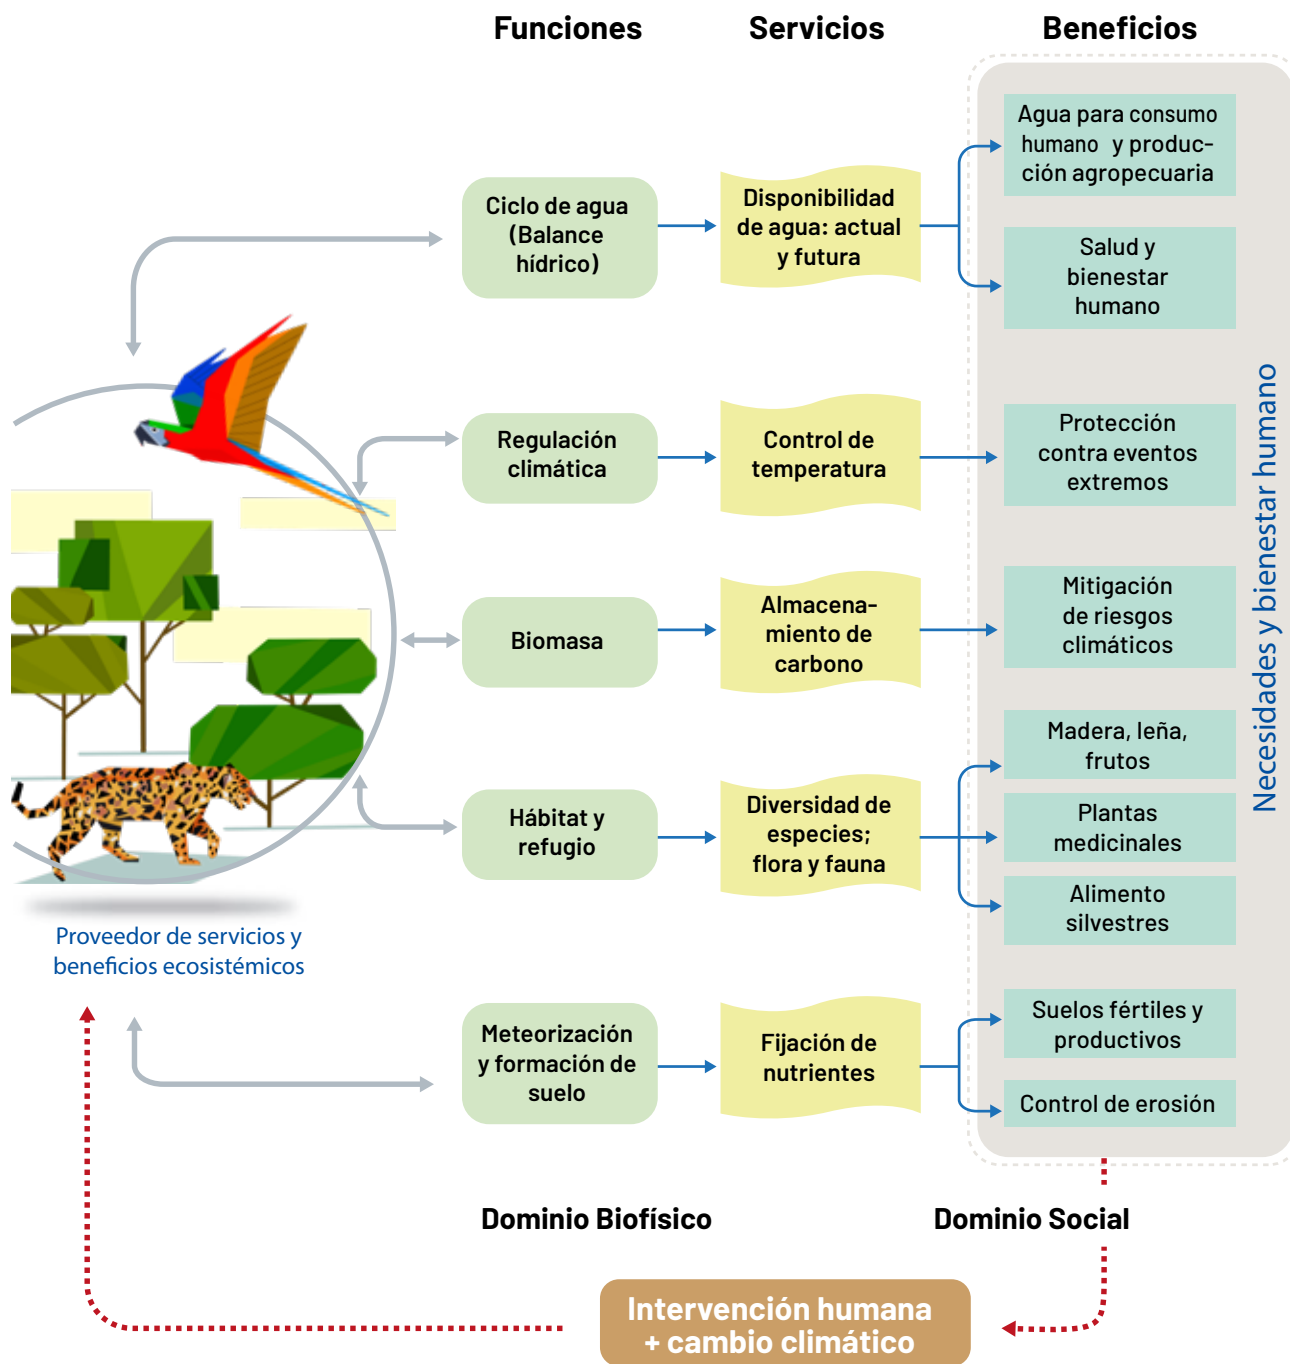 Funciones
Servicios
Beneficios
Ciclo de agua
(Balance
hídrico)
Disponibilidad
de agua: actual
y futura
Agua para consumo
humano y produc-
ción agropecuaria
Salud y
bienestar
humano
Regulación
climática
Control de
temperatura
Protección
contra eventos
extremos
Biomasa
Almacena-
miento de
carbono
Mitigación
de riesgos
climáticos
Hábitat y
refugio
Diversidad de
especies;
flora y fauna
Madera, leña,
frutos
Plantas
medicinales
Alimento
silvestres
Meteorización
y formación de
suelo
Fijación de
nutrientes
Suelos fértiles y
productivos
Control de erosión
Necesidades y bienestar humano
Proveedor de servicios y
beneficios ecosistémicos
Dominio Biofísico
Dominio Social
Intervención humana
+ cambio climático